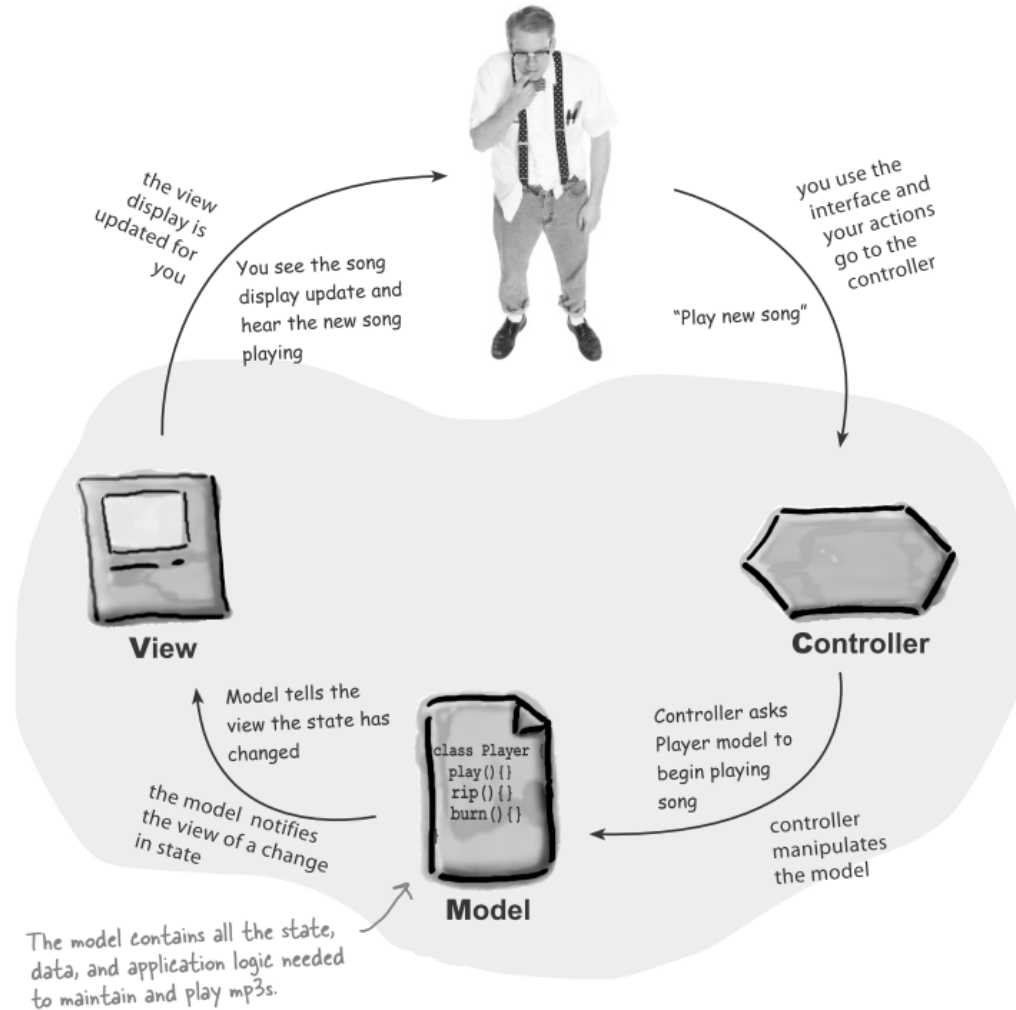 the view
display is
updated for
you
You see the song
display update and
hear the new song
playing
you use the
interface and
your actions
go to the
controller
"Play new song"
View
Controller
Model tells the
view the state has
changed
the model notifies
the view of a change
in state
class Player {
play(){}
rip(){}
burn(){}
}
Model
Controller asks
Player model to
begin playing
song
controller
manipulates
the model
The model contains all the state,
data, and application logic needed
to maintain and play mp3s.